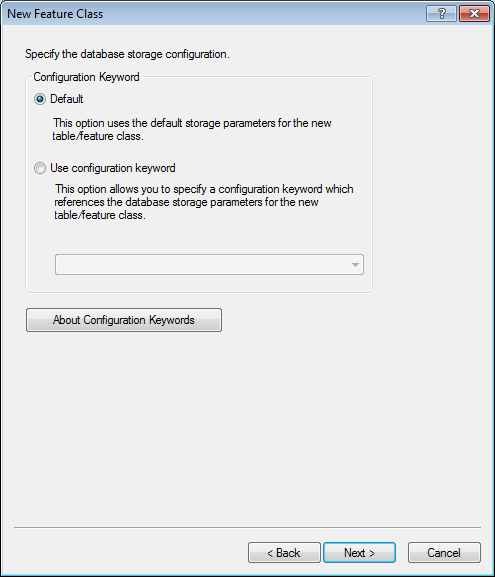 New Feature Class
?
Specify the database storage configuration.
Configuration Keyword
Default
This option uses the default storage parameters for the new
table/feature class.
Use configuration keyword
This option allows you to specify a configuration keyword which
references the database storage parameters for the new
table/feature class.
About Configuration Keywords
< Back
Next >
Cancel